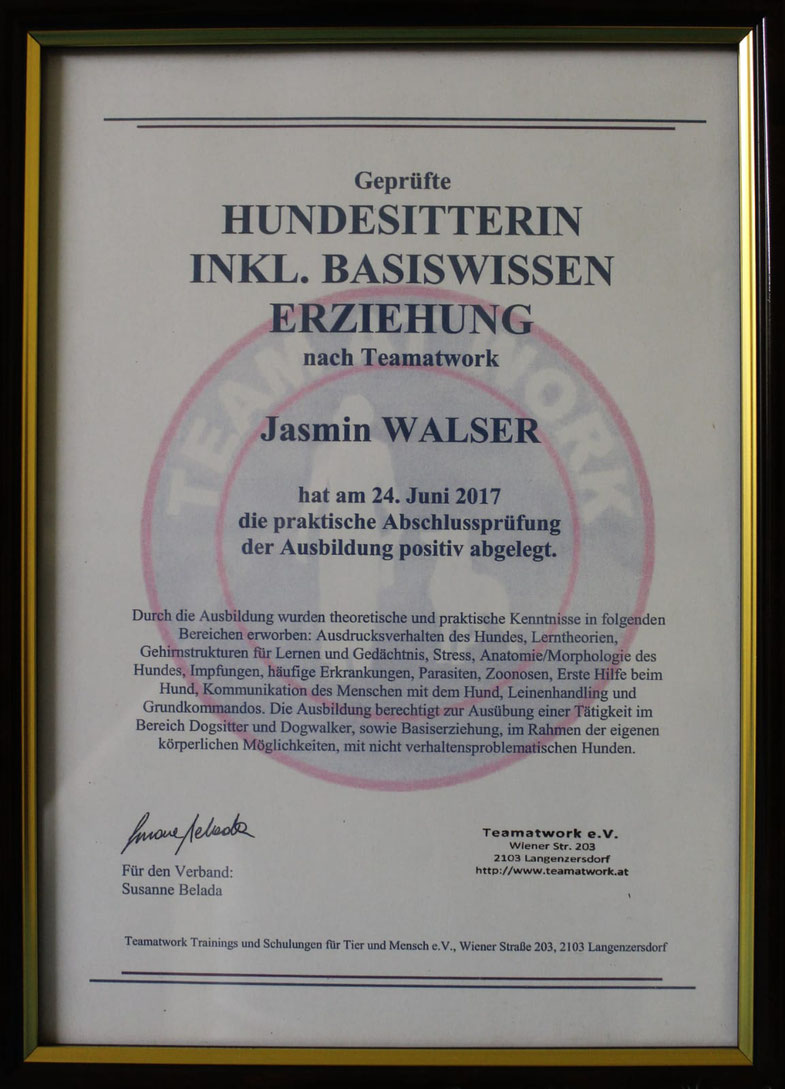 Geprüfte
HUNDESITTERIN
INKL. BASISWISSEN
ERZIEHUNG
nach Teamatwork
TEAM AT WORK
Jasmin WALSER
hat am 24. Juni 2017
die praktische Abschlussprüfung
der Ausbildung positiv abgelegt.
Durch die Ausbildung wurden theoretische und praktische Kenntnisse in folgenden
Bereichen erworben: Ausdrucksverhalten des Hundes, Lerntheorien,
Gehirnstrukturen für Lernen und Gedächtnis, Stress, Anatomie/Morphologie des
Hundes, Impfungen, häufige Erkrankungen, Parasiten, Zoonosen, Erste Hilfe beim
Hund, Kommunikation des Menschen mit dem Hund, Leinenhandling und
Grundkommandos. Die Ausbildung berechtigt zur Ausübung einer Tätigkeit im
Bereich Dogsitter und Dogwalker, sowie Basiserziehung, im Rahmen der eigenen
körperlichen Möglichkeiten, mit nicht verhaltensproblematischen Hunden.
Für den Verband:
Susanne Belada
Teamatwork e.V.
Wiener Str. 203
2103 Langenzersdorf
http://www.teamatwork.at
Teamatwork Trainings und Schulungen für Tier und Mensch e.V., Wiener Straße 203, 2103 Langenzersdorf